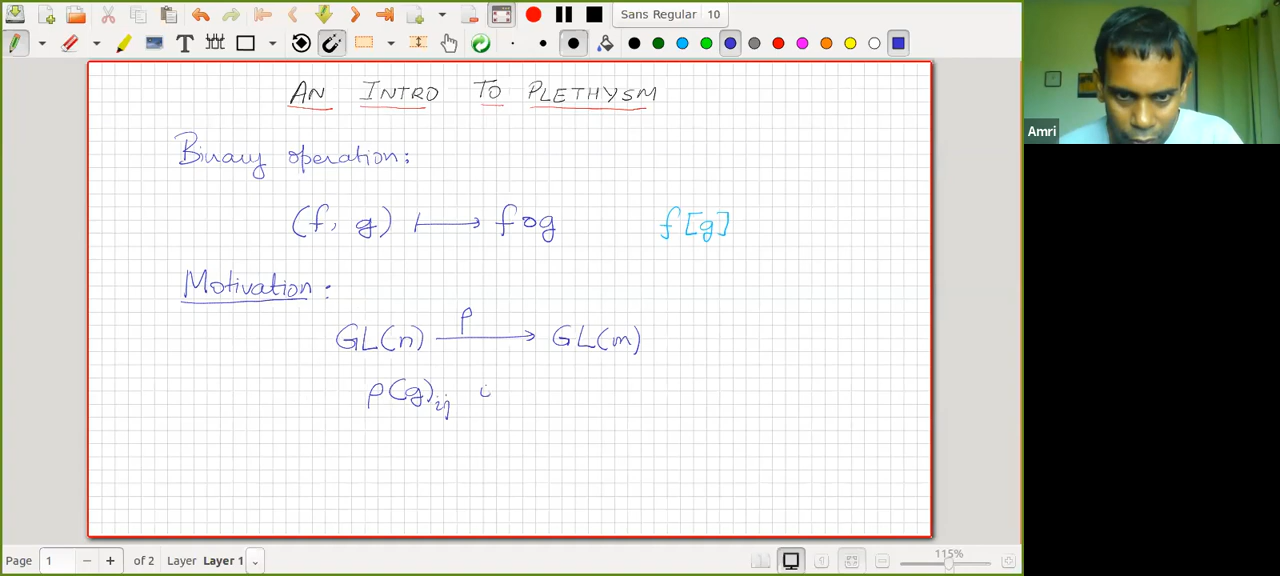 Sans Regular 10
AN INTRO TO PLETHYSM
Binary operation:
(f, g) ⟼ f∘g f[g]
Motivation:
GL(n) ⟶ρ GL(m)
ρ(g)ij i
Amri
Page 1 of 2 Layer Layer 1 115%